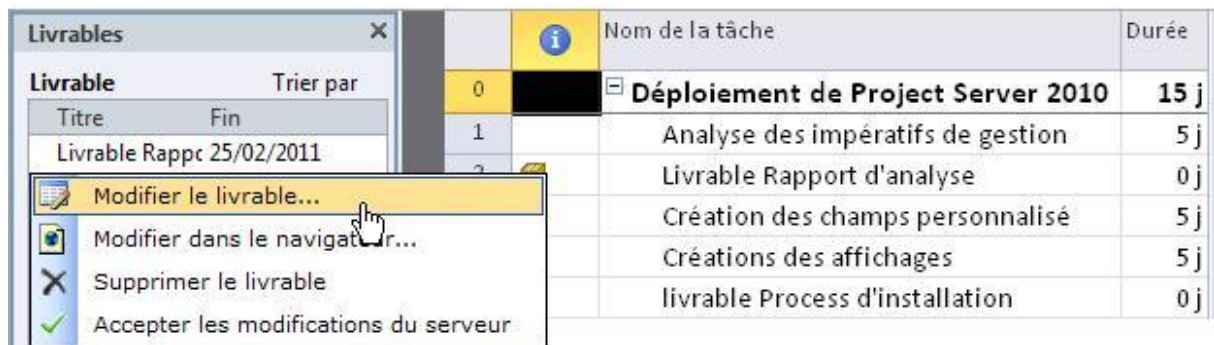 Livrables
Livrable Trier par
Titre Fin
Livrable Rappc 25/02/2011
Modifier le livrable...
Modifier dans le navigateur...
Supprimer le livrable
Accepter les modifications du serveur
Nom de la tâche Durée
0 Déploiement de Project Server 2010 15 j
1 Analyse des impératifs de gestion 5 j
Livrable Rapport d'analyse 0 j
Création des champs personnalisé 5 j
Créations des affichages 5 j
livrable Process d'installation 0 j